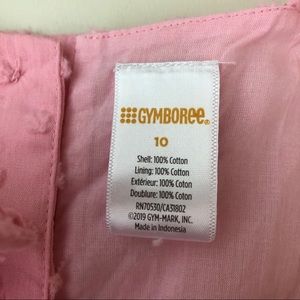 GYMBOREE®
10
Shell: 100% Cotton
Lining: 100% Cotton
Extérieur: 100% Coton
Doublure: 100% Coton
RN70530/CA31802
©2019 GYM-MARK, INC.
Made in Indonesia